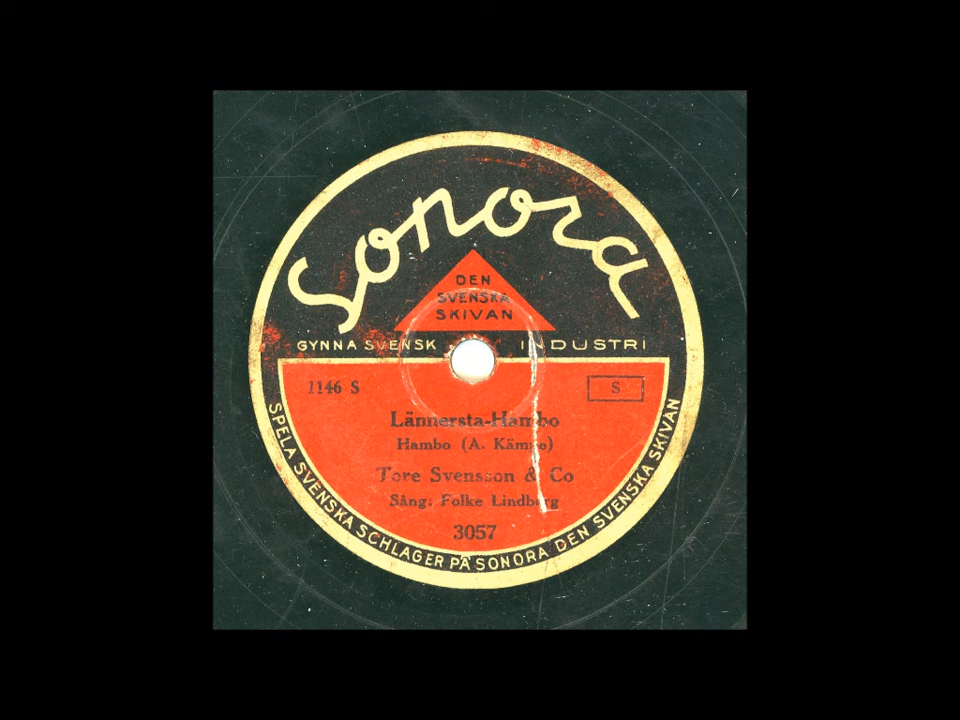 Sonora
DEN
SVENSKA
SKIVAN
GYNNA SVENSK INDUSTRI
1146 S
S
Lännersta-Hambo
Hambo (A. Kämpe)
Tore Svensson & Co
Sång: Folke Lindberg
3057
SPELA SVENSKA SCHLAGER PÅ SONORA DEN SVENSKA SKIVAN